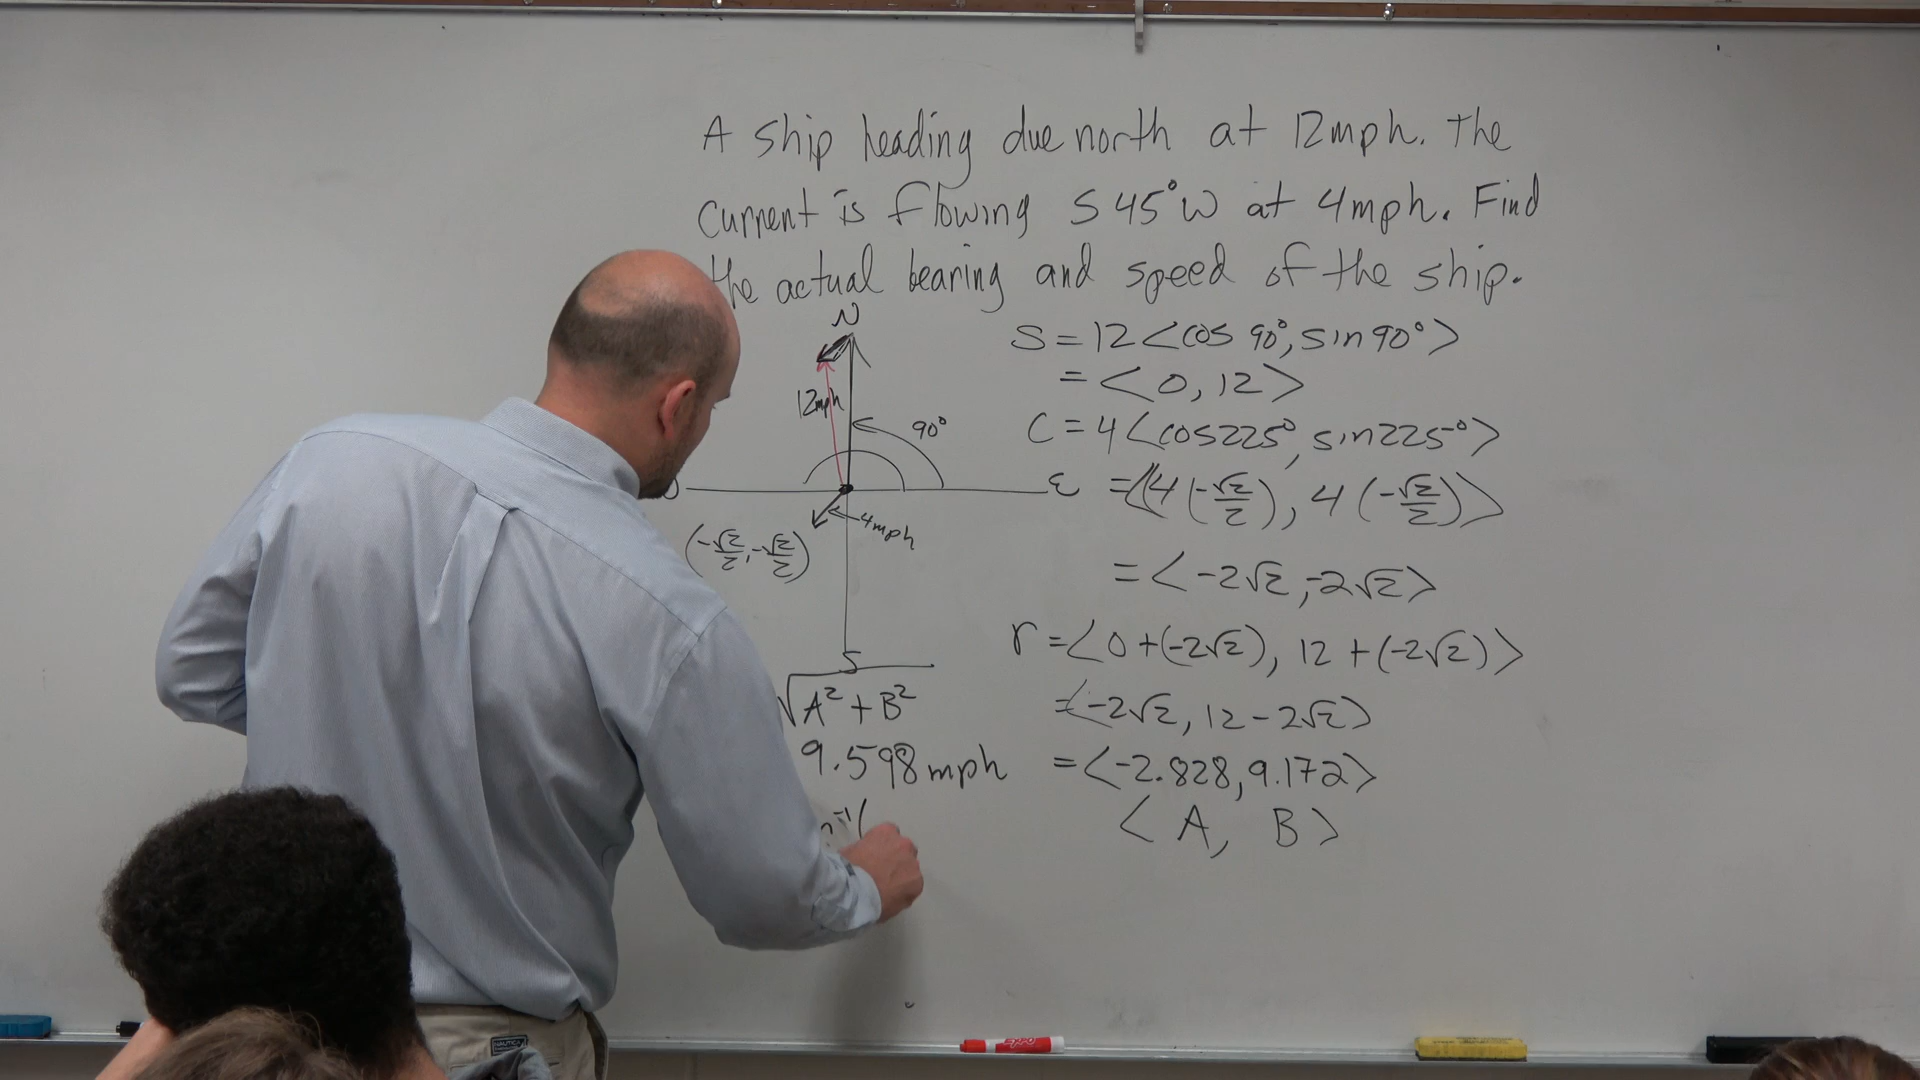 A ship heading due north at 12mph. The
current is flowing S 45° W at 4mph. Find
the actual bearing and speed of the ship.
N
12mph
90°
E
4mph
(-√2/2, -√2/2)
S
√A² + B²
9.598 mph
S = 12 <cos 90°, sin 90°>
= <0, 12>
C = 4 <cos 225°, sin 225°>
= <4(-√2/2), 4(-√2/2)>
= <-2√2, -2√2>
r = <0+(-2√2), 12+(-2√2)>
= <-2√2, 12-2√2>
= <-2.828, 9.172>
<A, B>
NAUTICA